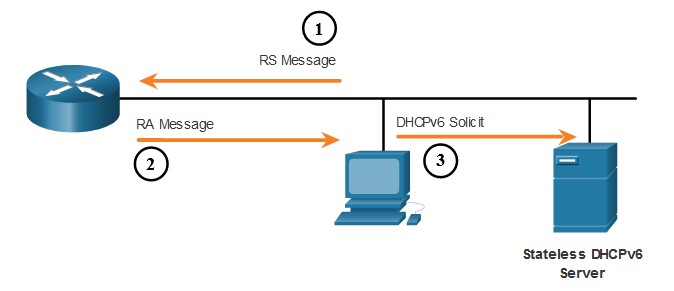 1
RS Message
RA Message
DHCPv6 Solicit
2
3
Stateless DHCPv6
Server